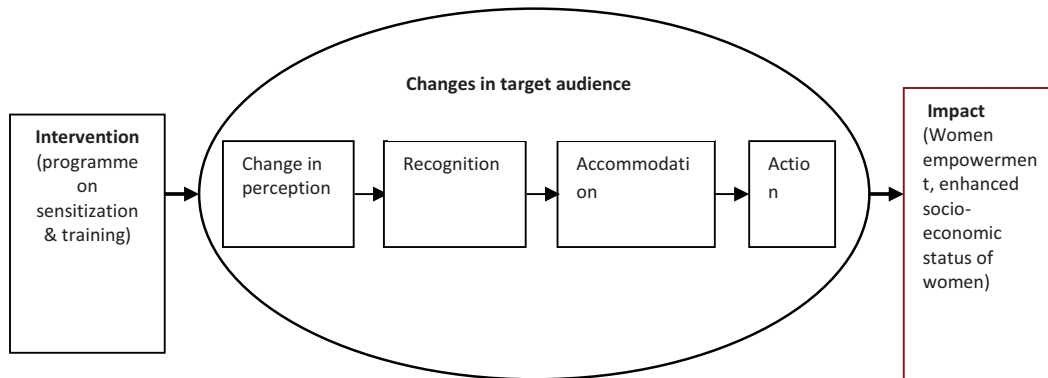 Changes in target audience
Intervention
(programme
on
sensitization
& training)
Change in
perception
Recognition
Accommodati
on
Actio
n
Impact
(Women
empowermen
t, enhanced
socio-
economic
status of
women)